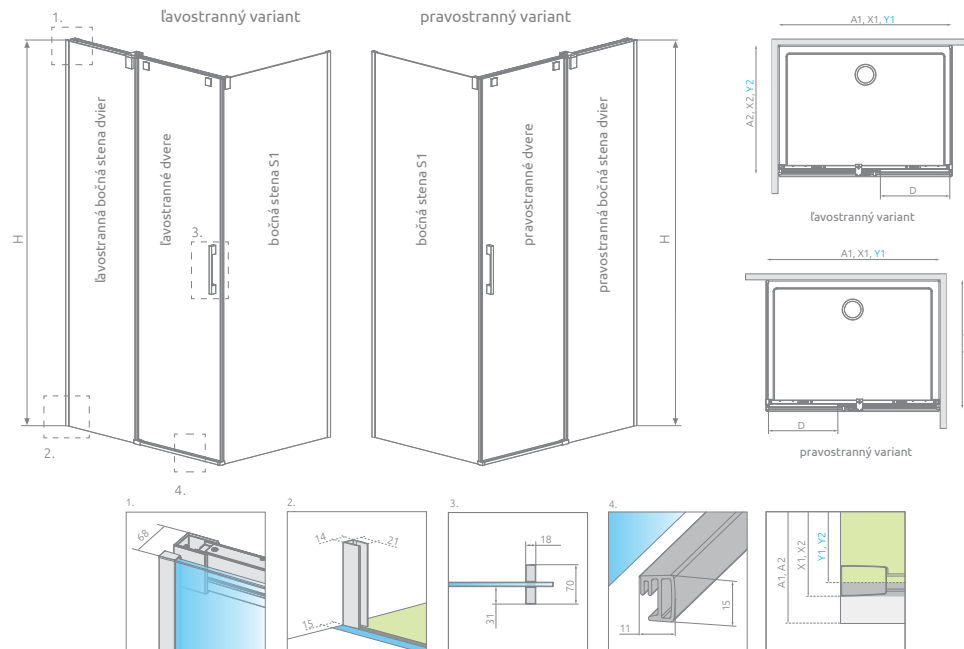 1.
ľavostranný variant
pravostranný variant
A1, X1, Y1
H
ľavostranná bočná stena dvier
ľavostranné dvere
bočná stena S1
3.
bočná stena S1
pravostranné dvere
pravostranná bočná stena dvier
H
A2, X2, Y2
D
ľavostranný variant
A1, X1, Y1
D
pravostranný variant
2.
4.
1.
68
2.
14
21
15
3.
18
70
31
4.
11
15
A1, A2
X1, X2
Y1, Y2